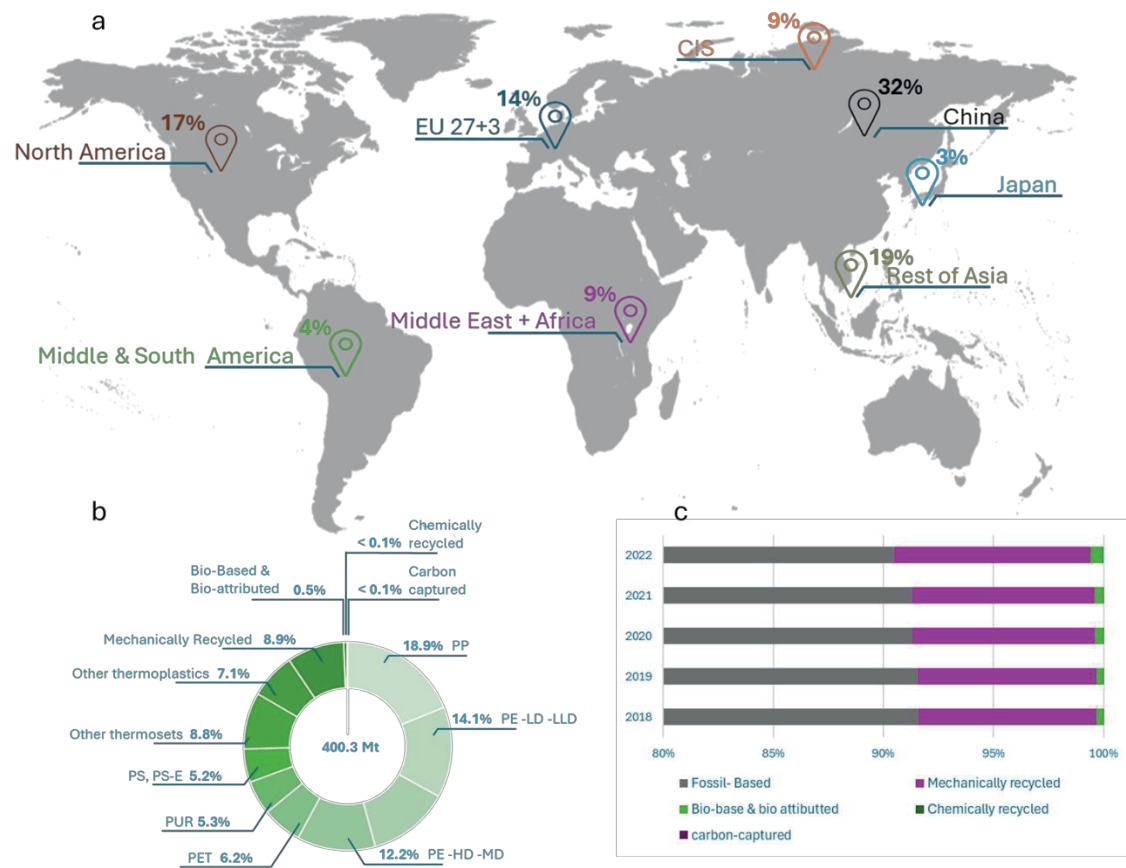 a
9%
CIS
32%
China
14%
EU 27+3
17%
North America
3%
Japan
19%
Rest of Asia
9%
Middle East + Africa
4%
Middle & South America
b
< 0.1% Chemically
recycled
Bio-Based &
Bio-attributed 0.5%
< 0.1% Carbon
captured
Mechanically Recycled 8.9%
18.9% PP
Other thermoplastics 7.1%
14.1% PE -LD -LLD
Other thermosets 8.8%
400.3 Mt
PS, PS-E 5.2%
PUR 5.3%
PET 6.2%
12.2% PE -HD -MD
c
2022
2021
2020
2019
2018
80% 85% 90% 95% 100%
Fossil- Based
Mechanically recycled
Bio-base & bio attibutted
Chemically recycled
carbon-captured